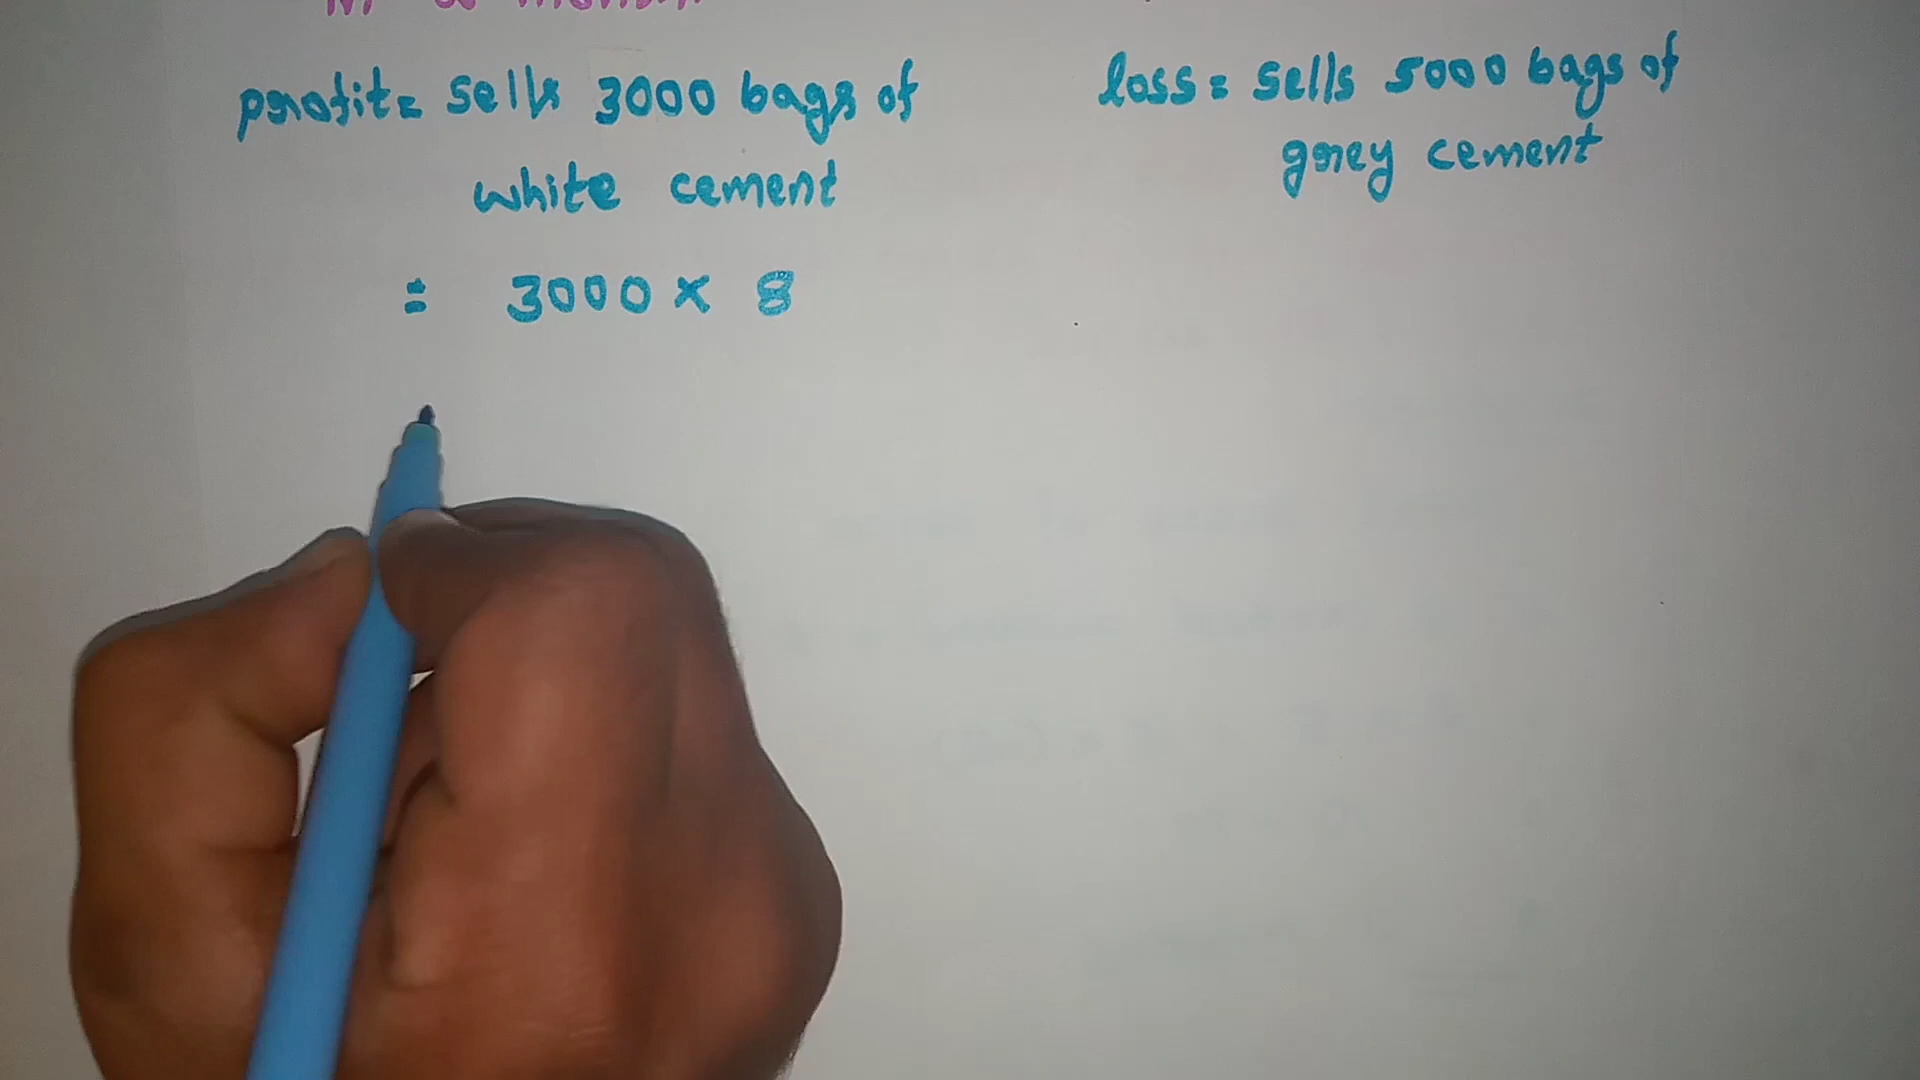 profit= sells 3000 bags of
white cement
= 3000 × 8
loss= sells 5000 bags of
grey cement